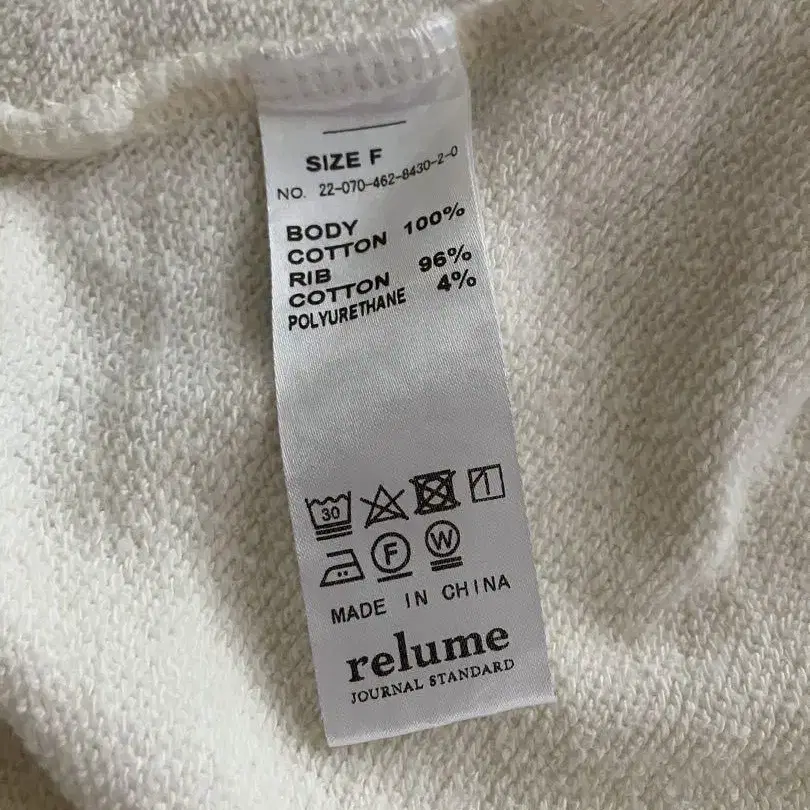 SIZE F
NO. 22-070-462-8430-2-0
BODY
COTTON 100%
RIB
COTTON 96%
POLYURETHANE 4%
30
F W
MADE IN CHINA
relume
JOURNAL STANDARD